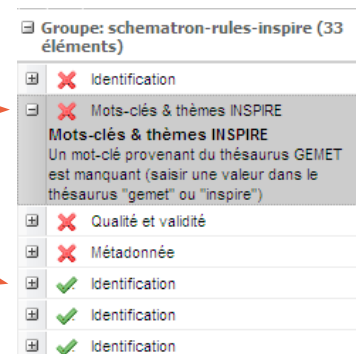 Groupe: schematron-rules-inspire (33
éléments)
Identification
Mots-clés & thèmes INSPIRE
Mots-clés & thèmes INSPIRE
Un mot-clé provenant du thésaurus GEMET
est manquant (saisir une valeur dans le
thésaurus "gemet" ou "inspire")
Qualité et validité
Métadonnée
Identification
Identification
Identification